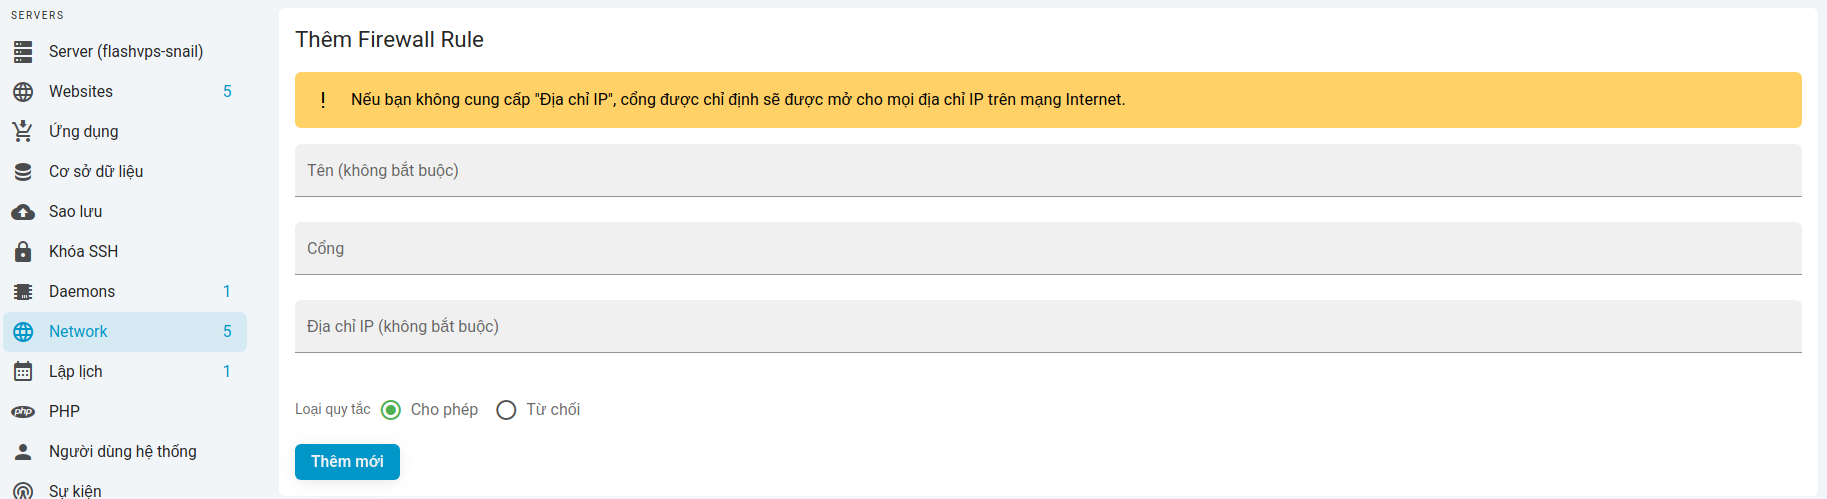 SERVERS
Server (flashvps-snail)
Websites 5
Ứng dụng
Cơ sở dữ liệu
Sao lưu
Khóa SSH
Daemons 1
Network 5
Lập lịch 1
php PHP
Người dùng hệ thống
Sự kiện
Thêm Firewall Rule
! Nếu bạn không cung cấp "Địa chỉ IP", cổng được chỉ định sẽ được mở cho mọi địa chỉ IP trên mạng Internet.
Tên (không bắt buộc)
Cổng
Địa chỉ IP (không bắt buộc)
Loại quy tắc Cho phép Từ chối
Thêm mới